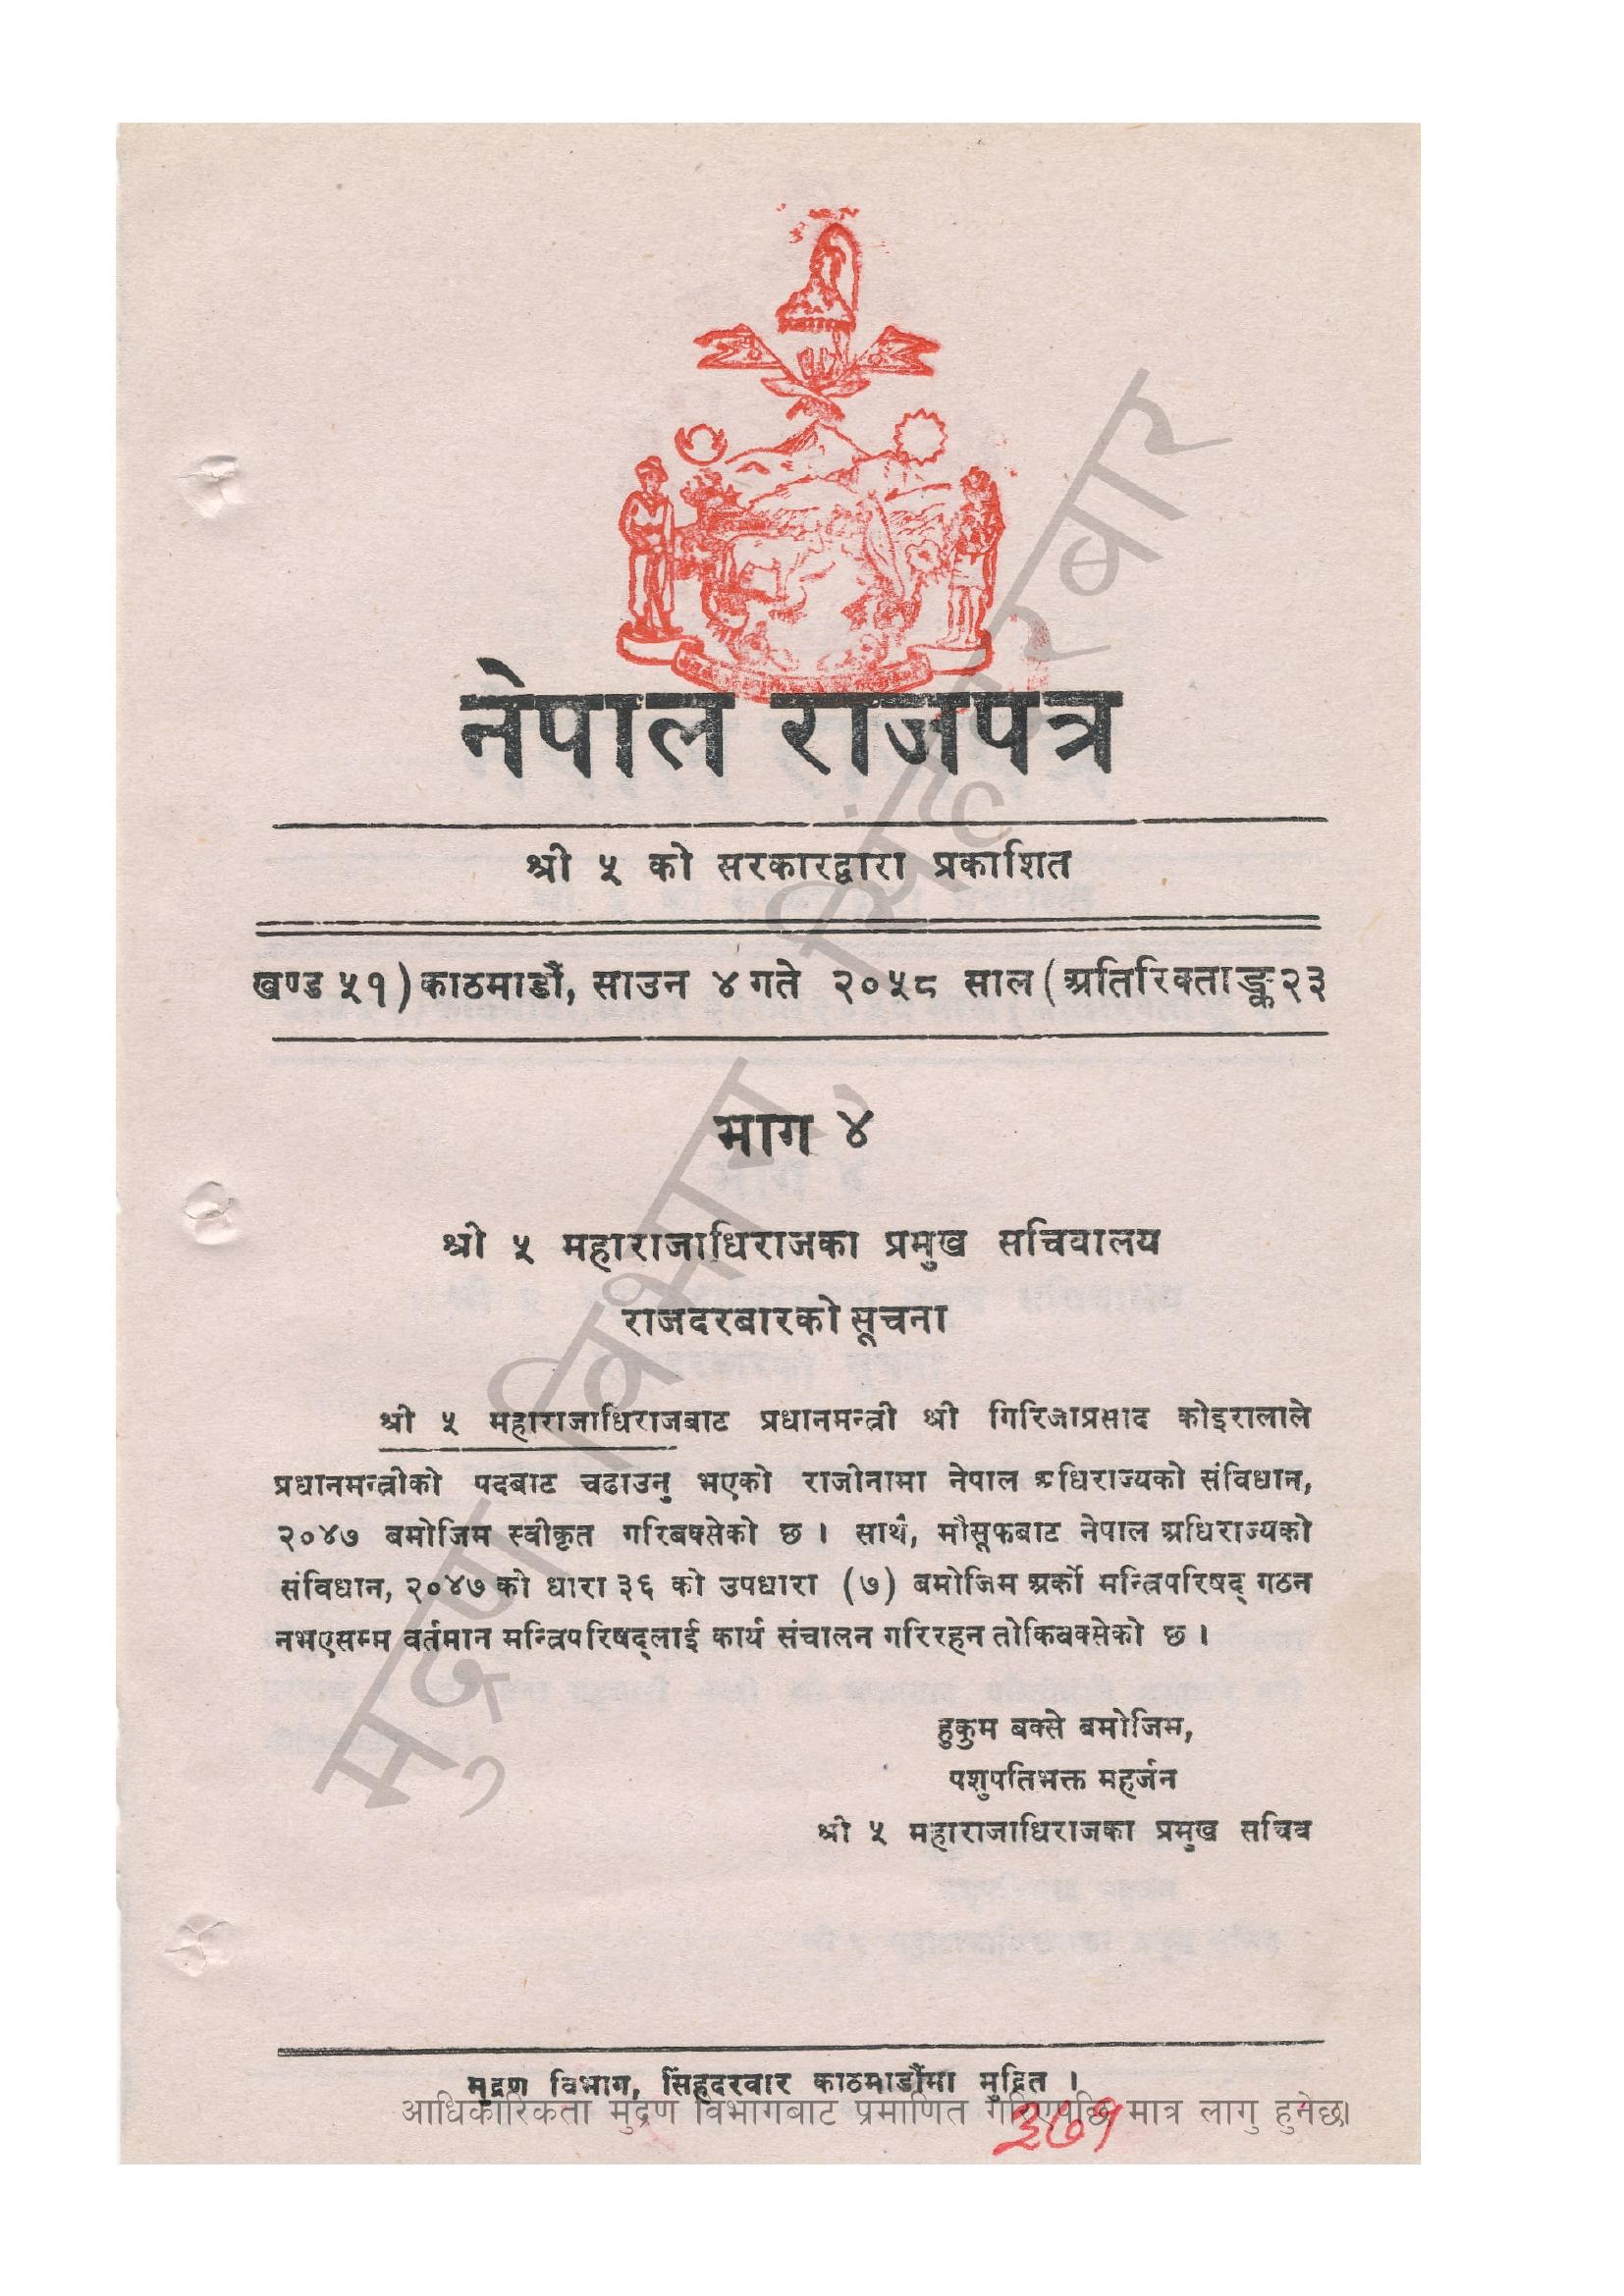 नेपाल राजपत्र
श्री ५ को सरकारद्वारा प्रकाशित
खण्ड ५१) काठमाडौं, साउन ४ गते २०५८ साल (अतिरिक्ताङ्क २३
भाग ४
श्री ५ महाराजाधिराजका प्रमुख सचिवालय
राजदरबारको सूचना
श्री ५ महाराजाधिराजबाट प्रधानमन्त्री श्री गिरिजाप्रसाद कोइरालाले
प्रधानमन्त्रीको पदबाट चढाउनु भएको राजीनामा नेपाल अधिराज्यको संविधान,
२०४७ बमोजिम स्वीकृत गरिबक्सेको छ । साथै, मौसूफबाट नेपाल अधिराज्यको
संविधान, २०४७ को धारा ३६ को उपधारा (७) बमोजिम अर्को मन्त्रिपरिषद् गठन
नभएसम्म वर्तमान मन्त्रिपरिषद्लाई कार्य संचालन गरिरहन तोकिबक्सेको छ ।
हुकुम बक्से बमोजिम,
पशुपतिभक्त महर्जन
श्री ५ महाराजाधिराजका प्रमुख सचिव
मुद्रण विभाग, सिंहदरबार
मुद्रण विभाग, सिंहदरवार काठमाडौंमा मुद्रित ।
आधिकारिकता मुद्रण विभागबाट प्रमाणित गरिएपछि मात्र लागु हुनेछ।
३७१